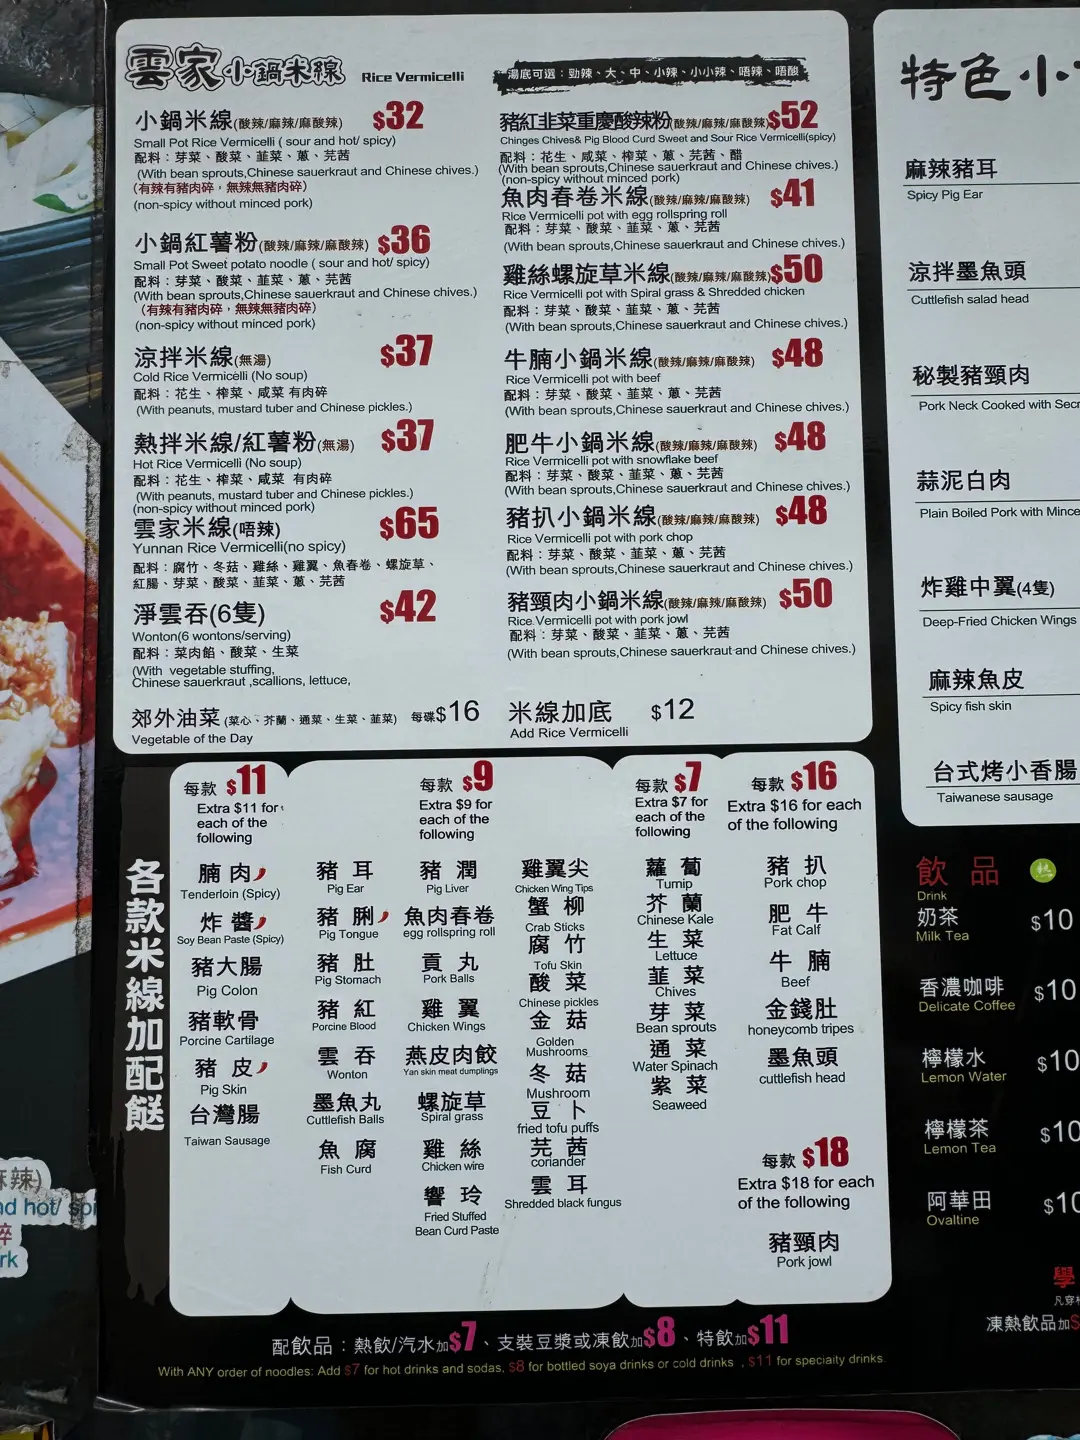 雲家小鍋米線 Rice Vermicelli
湯底可選：勁辣、大、中、小辣、小小辣、唔辣、唔酸
小鍋米線(酸辣/麻辣/麻酸辣) $32
Small Pot Rice Vermicelli ( sour and hot/ spicy)
配料：芽菜、酸菜、韮菜、蔥、芫茜
(With bean sprouts,Chinese sauerkraut and Chinese chives.)
（有辣有豬肉碎，無辣無豬肉碎）
(non-spicy without minced pork)
小鍋紅薯粉(酸辣/麻辣/麻酸辣) $36
Small Pot Sweet potato noodle ( sour and hot/ spicy)
配料：芽菜、酸菜、韮菜、蔥、芫茜
(With bean sprouts,Chinese sauerkraut and Chinese chives.)
（有辣有豬肉碎，無辣無豬肉碎）
(non-spicy without minced pork)
涼拌米線(無湯) $37
Cold Rice Vermicelli (No soup)
配料：花生、榨菜、咸菜 有肉碎
(With peanuts, mustard tuber and Chinese pickles.)
熱拌米線/紅薯粉(無湯) $37
Hot Rice Vermicelli (No soup)
配料：花生、榨菜、咸菜 有肉碎
(With peanuts, mustard tuber and Chinese pickles.)
(non-spicy without minced pork)
雲家米線(唔辣) $65
Yunnan Rice Vermicelli(no spicy)
配料：腐竹、冬菇、雞絲、雞翼、魚春卷、螺旋草、
紅腸、芽菜、酸菜、韮菜、蔥、芫茜
淨雲吞(6隻) $42
Wonton(6 wontons/serving)
配料：菜肉餡、酸菜、生菜
(With vegetable stuffing,
Chinese sauerkraut ,scallions, lettuce,
豬紅韭菜重慶酸辣粉(酸辣/麻辣/麻酸辣) $52
Chinges Chives& Pig Blood Curd Sweet and Sour Rice Vermicelli(spicy)
配料：花生、咸菜、榨菜、蔥、芫茜、醋
(With bean sprouts,Chinese sauerkraut and Chinese chives.)
(non-spicy without minced pork)
魚肉春卷米線(酸辣/麻辣/麻酸辣) $41
Rice Vermicelli pot with egg rollspring roll
配料：芽菜、酸菜、韮菜、蔥、芫茜
(With bean sprouts,Chinese sauerkraut and Chinese chives.)
雞絲螺旋草米線(酸辣/麻辣/麻酸辣) $50
Rice Vermicelli pot with Spiral grass & Shredded chicken
配料：芽菜、酸菜、韮菜、蔥、芫茜
(With bean sprouts,Chinese sauerkraut and Chinese chives.)
牛腩小鍋米線(酸辣/麻辣/麻酸辣) $48
Rice Vermicelli pot with beef
配料：芽菜、酸菜、韮菜、蔥、芫茜
(With bean sprouts,Chinese sauerkraut and Chinese chives.)
肥牛小鍋米線(酸辣/麻辣/麻酸辣) $48
Rice Vermicelli pot with snowflake beef
配料：芽菜、酸菜、韮菜、蔥、芫茜
(With bean sprouts,Chinese sauerkraut and Chinese chives.)
豬扒小鍋米線(酸辣/麻辣/麻酸辣) $48
Rice Vermicelli pot with pork chop
配料：芽菜、酸菜、韮菜、蔥、芫茜
(With bean sprouts,Chinese sauerkraut and Chinese chives.)
豬頸肉小鍋米線(酸辣/麻辣/麻酸辣) $50
Rice Vermicelli pot with pork jowl
配料：芽菜、酸菜、韮菜、蔥、芫茜
(With bean sprouts,Chinese sauerkraut and Chinese chives.)
郊外油菜(菜心、芥蘭、通菜、生菜、韮菜) 每碟$16
Vegetable of the Day
米線加底 $12
Add Rice Vermicelli
各款米線加配餸
每款 $11
Extra $11 for
each of the
following
腩肉
Tenderloin (Spicy)
炸醬
Soy Bean Paste (Spicy)
豬大腸
Pig Colon
豬軟骨
Porcine Cartilage
豬皮
Pig Skin
台灣腸
Taiwan Sausage
每款 $9
Extra $9 for
each of the
following
豬耳
Pig Ear
豬脷
Pig Tongue
豬肚
Pig Stomach
豬紅
Porcine Blood
雲吞
Wonton
墨魚丸
Cuttlefish Balls
魚腐
Fish Curd
豬潤
Pig Liver
魚肉春卷
egg rollspring roll
貢丸
Pork Balls
雞翼
Chicken Wings
燕皮肉餃
Yan skin meat dumplings
螺旋草
Spiral grass
雞絲
Chicken wire
響玲
Fried Stuffed
Bean Curd Paste
雞翼尖
Chicken Wing Tips
蟹柳
Crab Sticks
腐竹
Tofu Skin
酸菜
Chinese pickles
金菇
Golden
Mushrooms
冬菇
Mushroom
豆卜
fried tofu puffs
芫茜
coriander
雲耳
Shredded black fungus
每款 $7
Extra $7 for
each of the
following
蘿蔔
Turnip
芥蘭
Chinese Kale
生菜
Lettuce
韮菜
Chives
芽菜
Bean sprouts
通菜
Water Spinach
紫菜
Seaweed
每款 $16
Extra $16 for each
of the following
豬扒
Pork chop
肥牛
Fat Calf
牛腩
Beef
金錢肚
honeycomb tripes
墨魚頭
cuttlefish head
每款 $18
Extra $18 for each
of the following
豬頸肉
Pork jowl
配飲品：熱飲/汽水加$7、支裝豆漿或凍飲加$8、特飲加$11
With ANY order of noodles: Add $7 for hot drinks and sodas, $8 for bottled soya drinks or cold drinks , $11 for specialty drinks.
特色小
麻辣豬耳
Spicy Pig Ear
涼拌墨魚頭
Cuttlefish salad head
秘製豬頸肉
Pork Neck Cooked with Secr
蒜泥白肉
Plain Boiled Pork with Mince
炸雞中翼(4隻)
Deep-Fried Chicken Wings
麻辣魚皮
Spicy fish skin
台式烤小香腸
Taiwanese sausage
飲品 熱
Drink
奶茶 $10
Milk Tea
香濃咖啡 $10
Delicate Coffee
檸檬水 $10
Lemon Water
檸檬茶 $10
Lemon Tea
阿華田 $10
Ovaltine
學
凡穿
凍熱飲品加$
麻辣)
nd hot/ spi
碎
rk